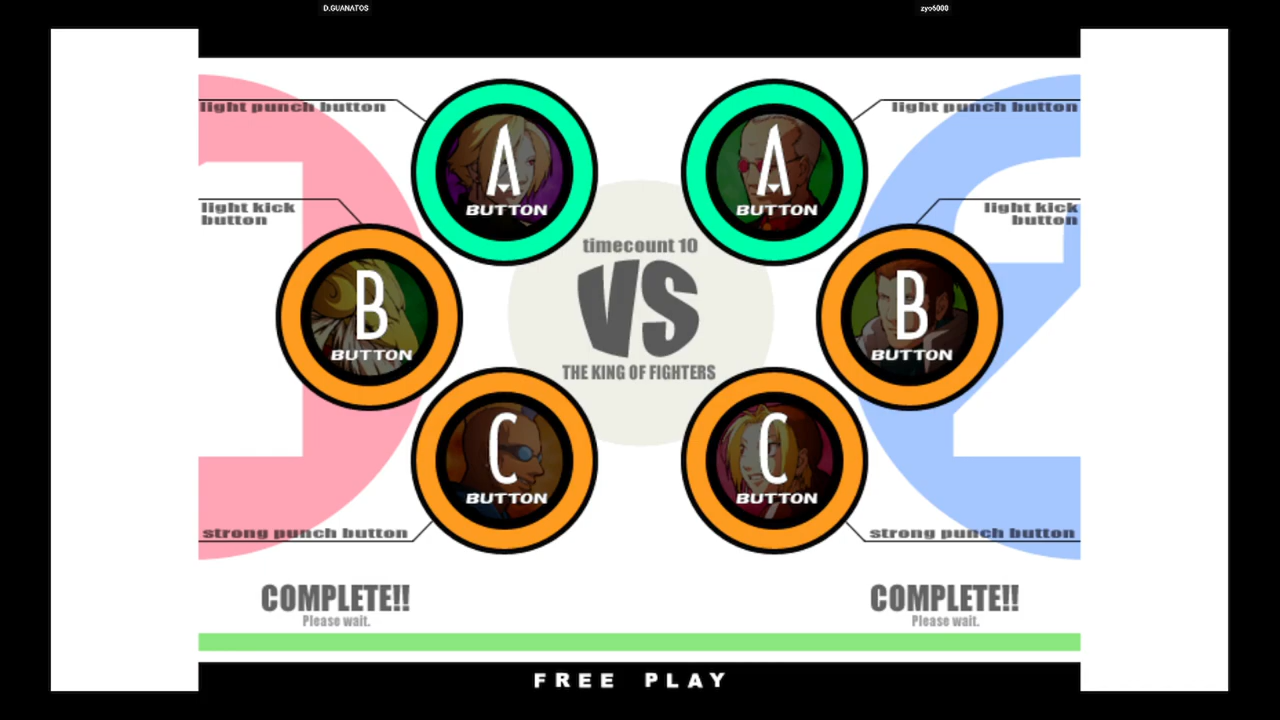 D.GUANATOS
zyo6000
light punch button
light punch button
A
BUTTON
A
BUTTON
light kick
button
light kick
button
timecount 10
VS
THE KING OF FIGHTERS
B
BUTTON
B
BUTTON
C
BUTTON
C
BUTTON
strong punch button
strong punch button
COMPLETE!!
Please wait.
COMPLETE!!
Please wait.
FREE PLAY